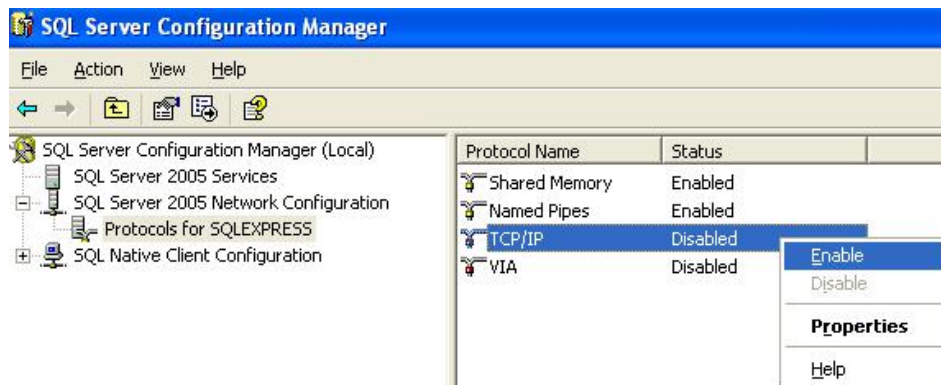 SQL Server Configuration Manager
File Action View Help
SQL Server Configuration Manager (Local)
SQL Server 2005 Services
SQL Server 2005 Network Configuration
Protocols for SQLEXPRESS
SQL Native Client Configuration
Protocol Name Status
Shared Memory Enabled
Named Pipes Enabled
TCP/IP Disabled
VIA Disabled
Enable
Disable
Properties
Help